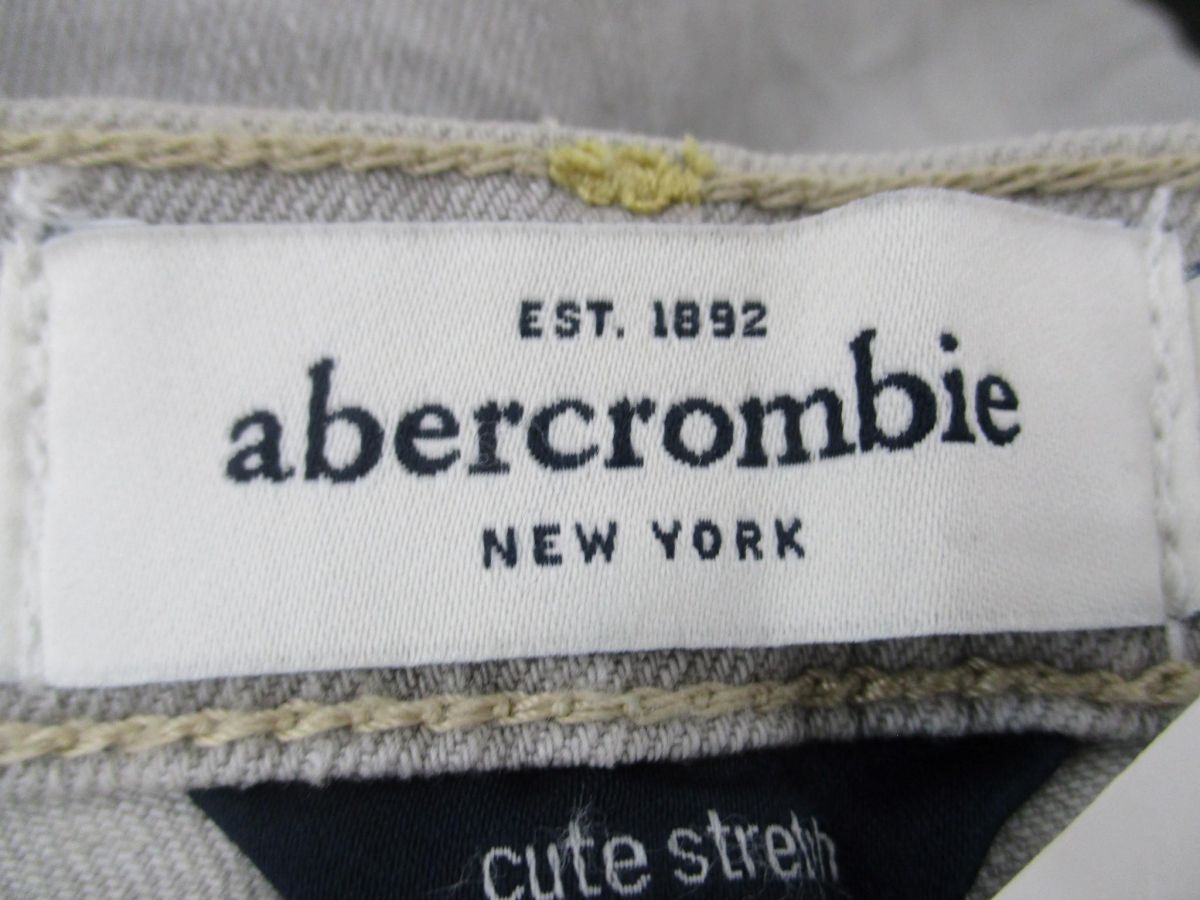 EST. 1892
abercrombie
NEW YORK
cute stretch